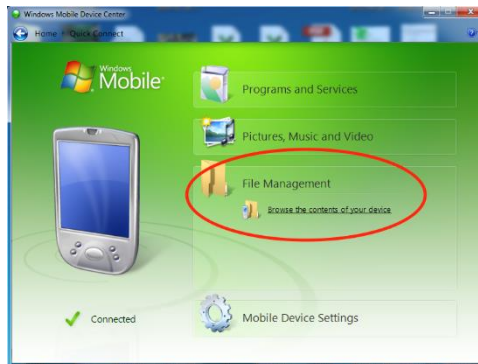 Windows Mobile Device Center
Home Quick Connect
Windows
Mobile
Programs and Services
Pictures, Music and Video
File Management
Browse the contents of your device
Connected
Mobile Device Settings